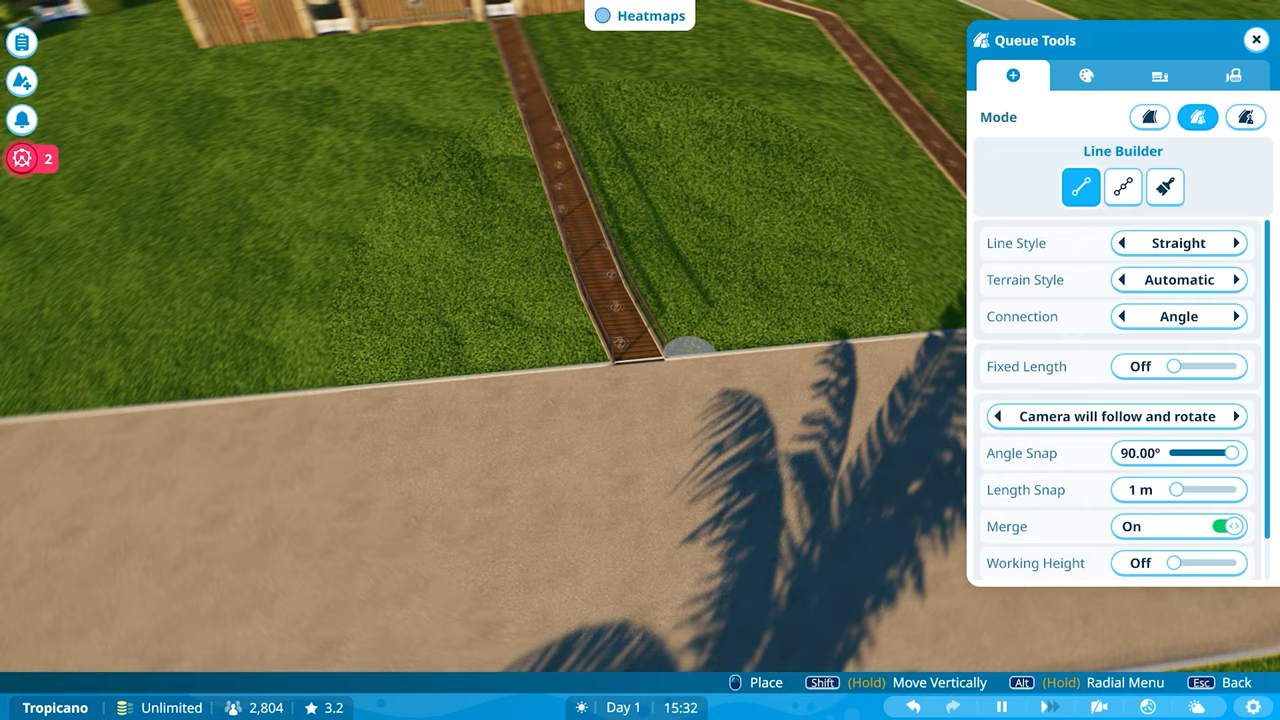 Heatmaps
2
Queue Tools
Mode
Line Builder
Line Style Straight
Terrain Style Automatic
Connection Angle
Fixed Length Off
Camera will follow and rotate
Angle Snap 90.00°
Length Snap 1 m
Merge On
Working Height Off
Place Shift (Hold) Move Vertically Alt (Hold) Radial Menu Esc Back
Tropicano Unlimited 2,804 3.2 Day 1 15:32